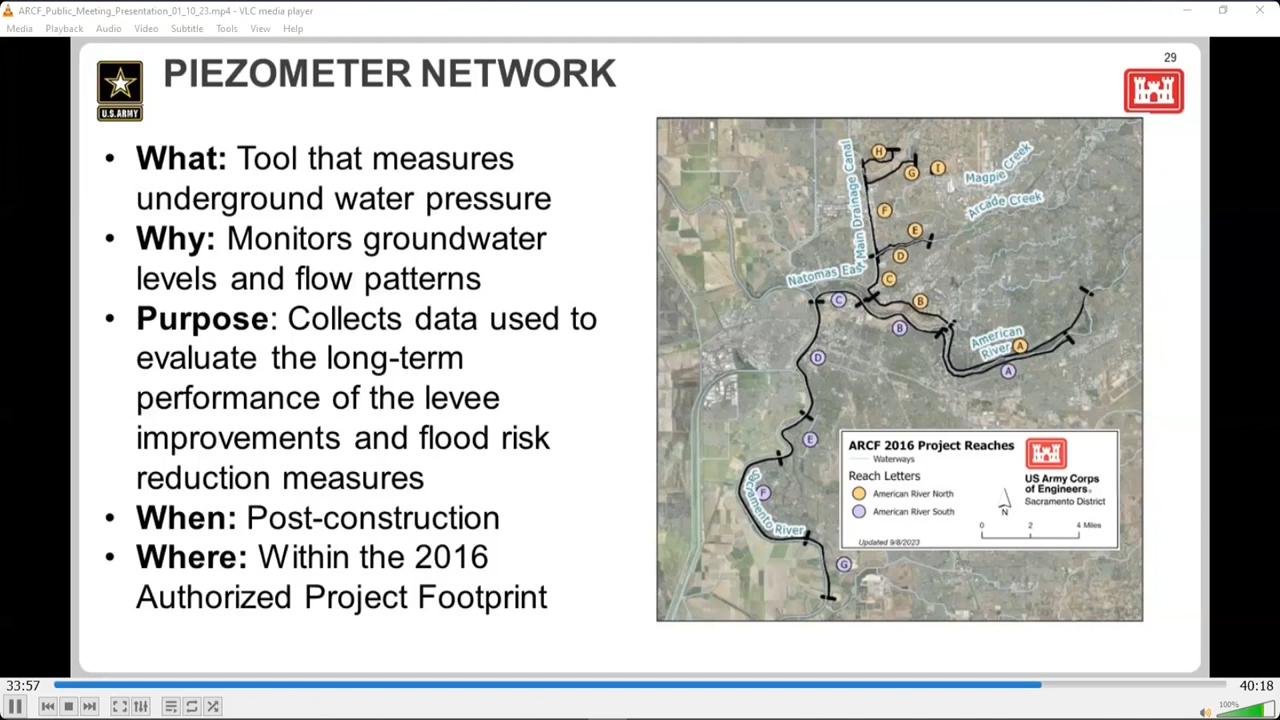 ARCF_Public_Meeting_Presentation_01_10_23.mp4 - VLC media player
Media Playback Audio Video Subtitle Tools View Help
29
PIEZOMETER NETWORK
U.S.ARMY
• What: Tool that measures
underground water pressure
• Why: Monitors groundwater
levels and flow patterns
• Purpose: Collects data used to
evaluate the long-term
performance of the levee
improvements and flood risk
reduction measures
• When: Post-construction
• Where: Within the 2016
Authorized Project Footprint
H
G
I
Magpie Creek
Arcade Creek
F
E
D
Natomas East Main Drainage Canal
C
C
B
B
American
River
A
A
D
E
F
Sacramento River
G
ARCF 2016 Project Reaches
Waterways
Reach Letters
American River North
American River South
US Army Corps
of Engineers®
Sacramento District
N
0 2 4 Miles
Updated 9/8/2023
33:57
40:18
100%